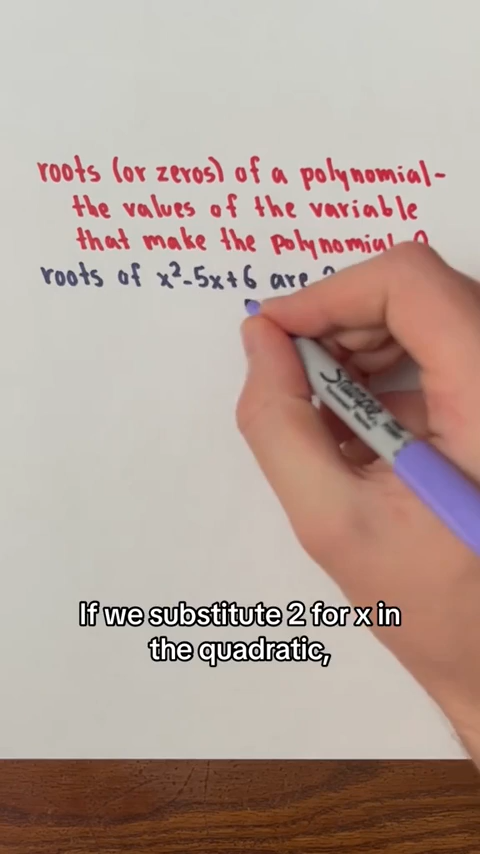 roots (or zeros) of a polynomial-
the values of the variable
that make the polynomial
roots of x²-5x+6 are
Sharpie
If we substitute 2 for x in
the quadratic,